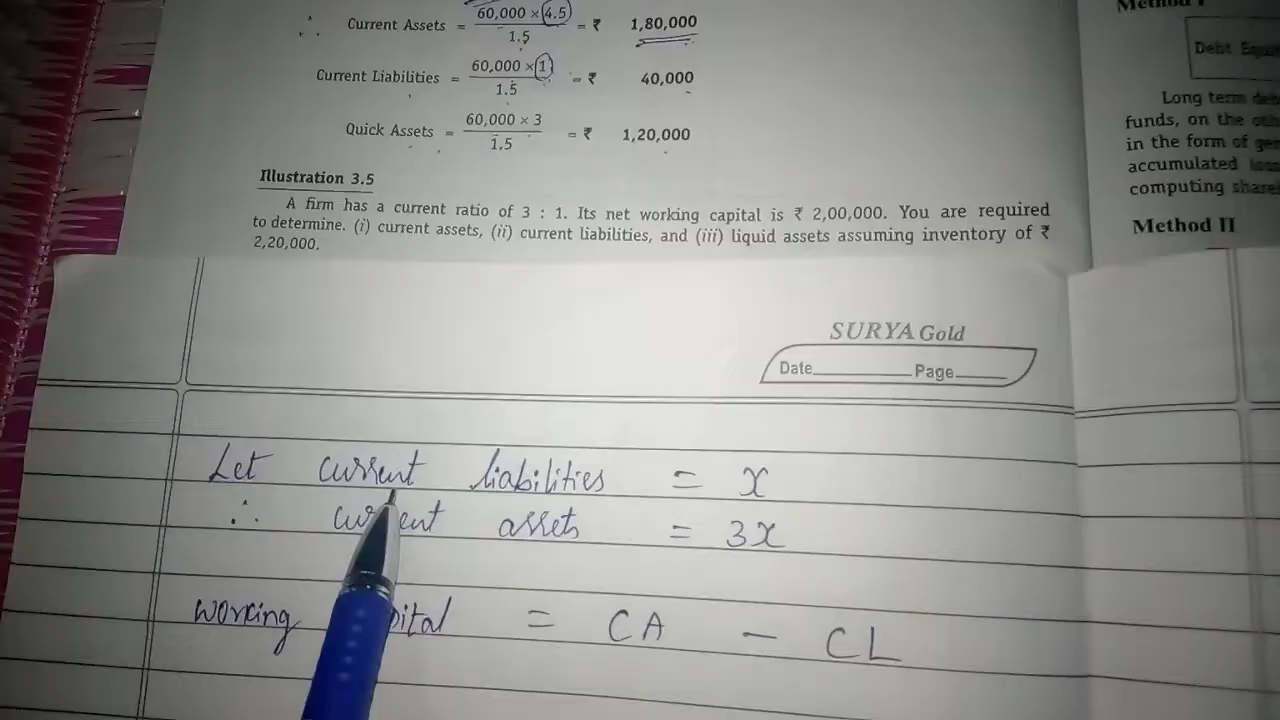 ∴ Current Assets = 60,000 × 4.5 / 1.5 = ₹ 1,80,000
Current Liabilities = 60,000 × 1 / 1.5 = ₹ 40,000
Quick Assets = 60,000 × 3 / 1.5 = ₹ 1,20,000
Illustration 3.5
A firm has a current ratio of 3 : 1. Its net working capital is ₹ 2,00,000. You are required
to determine. (i) current assets, (ii) current liabilities, and (iii) liquid assets assuming inventory of ₹
2,20,000.
Debt
Long term
funds, on the
in the form of
accumulated
computing
Method II
SURYA Gold
Date Page
Let current liabilities = x
∴ current assets = 3x
working = CA - CL